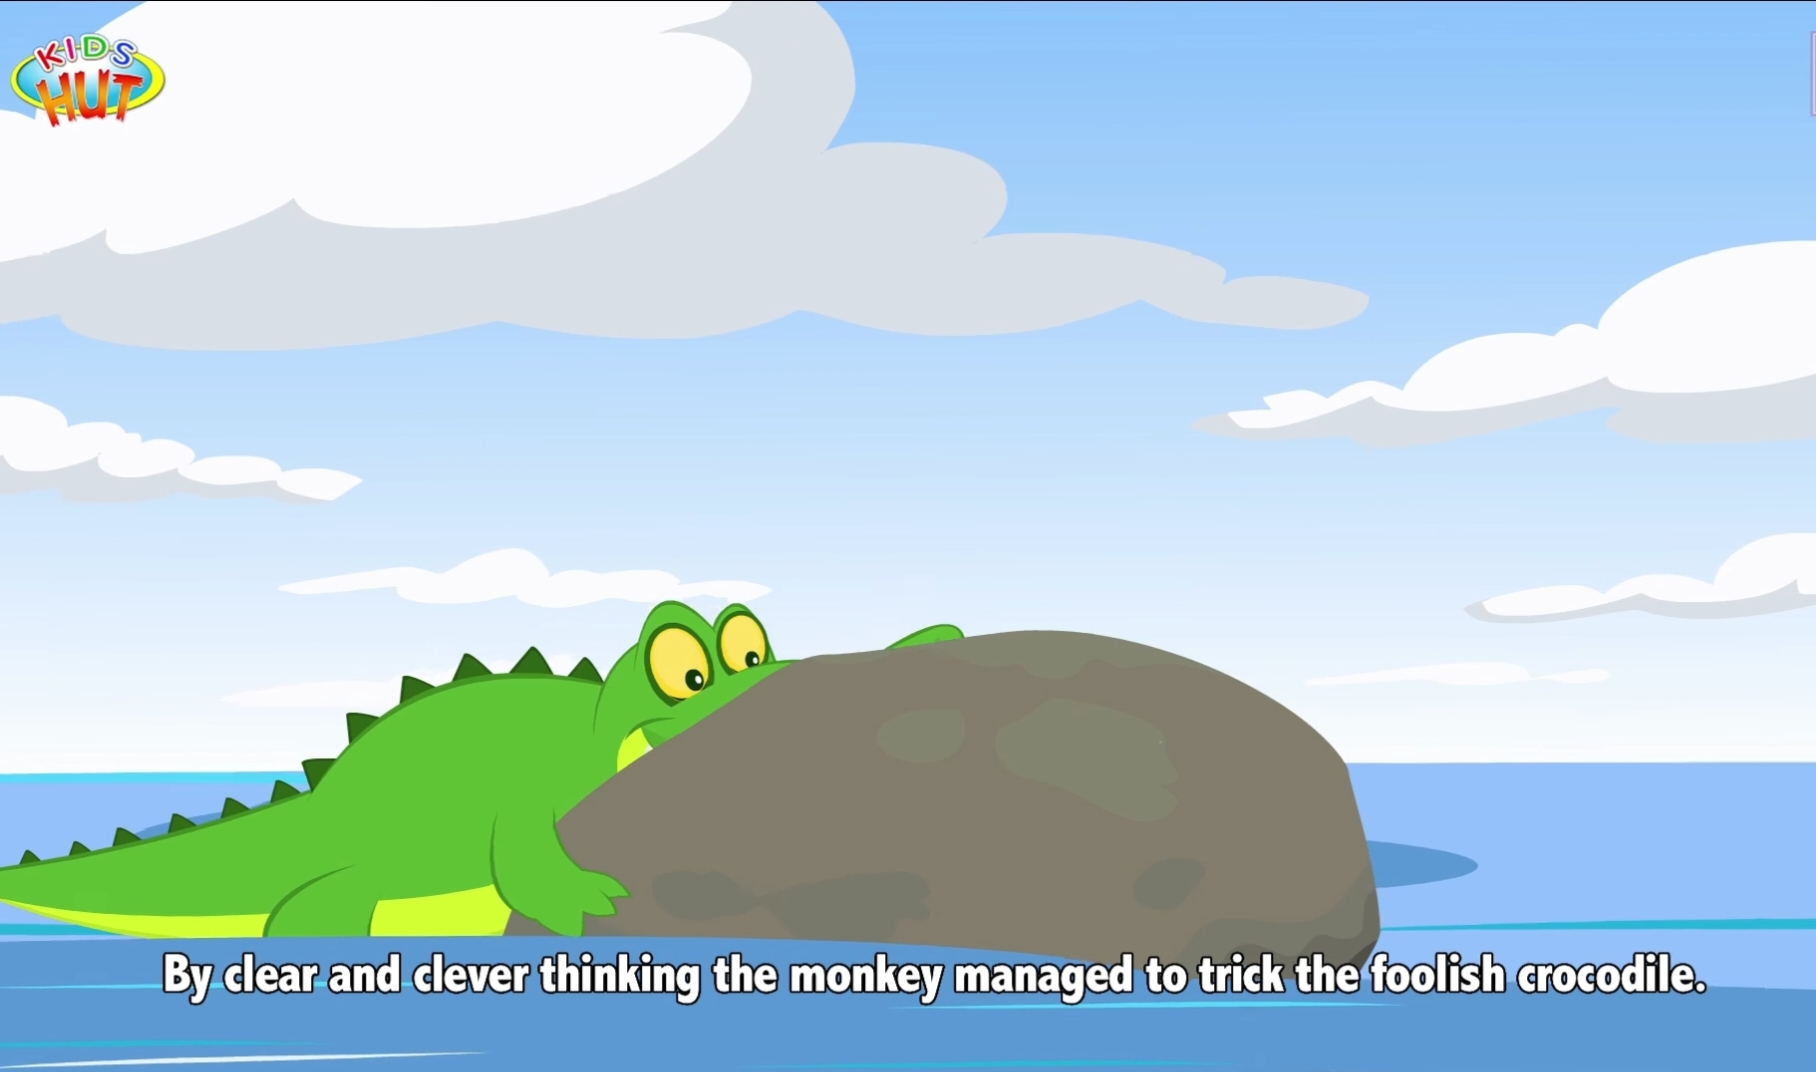 KIDS
HUT
By clear and clever thinking the monkey managed to trick the foolish crocodile.